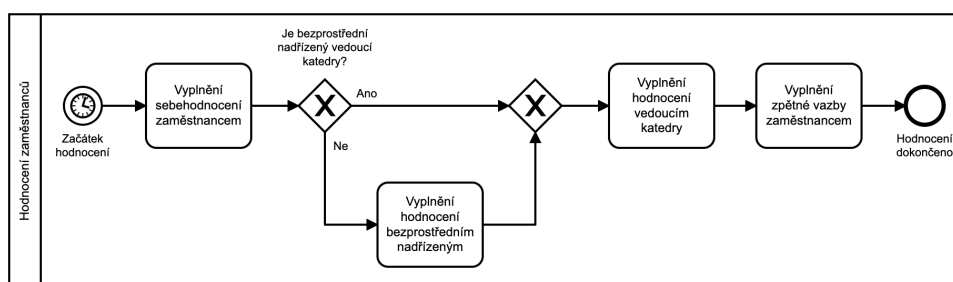 Hodnocení zaměstnanců
Začátek
hodnocení
Vyplnění
sebehodnocení
zaměstnancem
Je bezprostřední
nadřízený vedoucí
katedry?
Ano
Ne
Vyplnění
hodnocení
bezprostředním
nadřízeným
Vyplnění
hodnocení
vedoucím
katedry
Vyplnění
zpětné vazby
zaměstnancem
Hodnocení
dokončeno